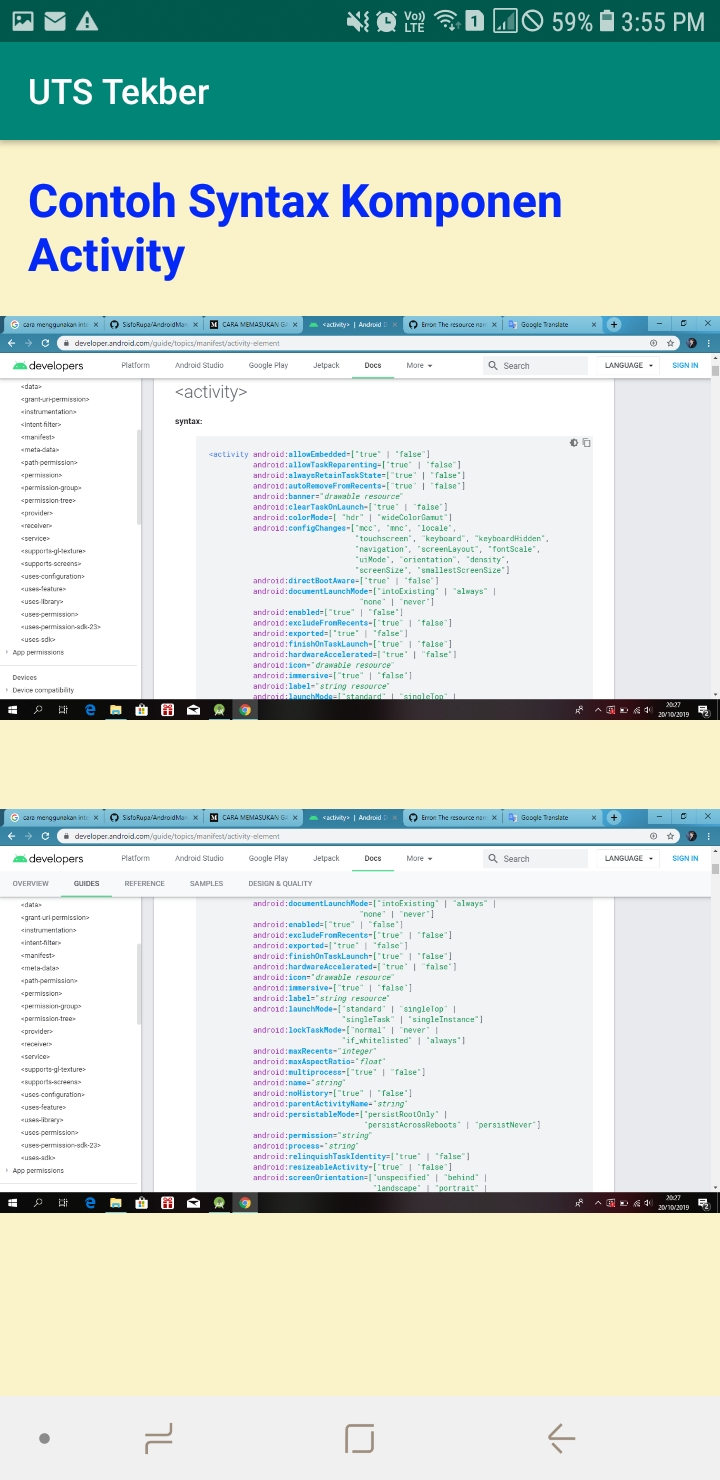 Vo))
LTE
1
59%
3:55 PM
UTS Tekber
Contoh Syntax Komponen
Activity
cara menggunakan inte
SisfoRupa/AndroidMan
CARA MEMASUKAN GA
<activity> | Android D
Error: The resource nam
Google Translate
developer.android.com/guide/topics/manifest/activity-element
developers Platform Android Studio Google Play Jetpack Docs More Search LANGUAGE SIGN IN
<data>
<grant-uri-permission>
<instrumentation>
<intent-filter>
<manifest>
<meta-data>
<path-permission>
<permission>
<permission-group>
<permission-tree>
<provider>
<receiver>
<service>
<supports-gl-texture>
<supports-screens>
<uses-configuration>
<uses-feature>
<uses-library>
<uses-permission>
<uses-permission-sdk-23>
<uses-sdk>
App permissions
Devices
Device compatibility
<activity>
syntax:
<activity android:allowEmbedded=["true" | "false"]
android:allowTaskReparenting=["true" | "false"]
android:alwaysRetainTaskState=["true" | "false"]
android:autoRemoveFromRecents=["true" | "false"]
android:banner="drawable resource"
android:clearTaskOnLaunch=["true" | "false"]
android:colorMode=[ "hdr" | "wideColorGamut"]
android:configChanges=["mcc", "mnc", "locale",
"touchscreen", "keyboard", "keyboardHidden",
"navigation", "screenLayout", "fontScale",
"uiMode", "orientation", "density",
"screenSize", "smallestScreenSize"]
android:directBootAware=["true" | "false"]
android:documentLaunchMode=["intoExisting" | "always" |
"none" | "never"]
android:enabled=["true" | "false"]
android:excludeFromRecents=["true" | "false"]
android:exported=["true" | "false"]
android:finishOnTaskLaunch=["true" | "false"]
android:hardwareAccelerated=["true" | "false"]
android:icon="drawable resource"
android:immersive=["true" | "false"]
android:label="string resource"
android:launchMode=["standard" | "singleTop" |
20:27
20/10/2019
2
cara menggunakan inte
SisfoRupa/AndroidMan
CARA MEMASUKAN GA
<activity> | Android D
Error: The resource nam
Google Translate
developer.android.com/guide/topics/manifest/activity-element
developers Platform Android Studio Google Play Jetpack Docs More Search LANGUAGE SIGN IN
OVERVIEW GUIDES REFERENCE SAMPLES DESIGN & QUALITY
<data>
<grant-uri-permission>
<instrumentation>
<intent-filter>
<manifest>
<meta-data>
<path-permission>
<permission>
<permission-group>
<permission-tree>
<provider>
<receiver>
<service>
<supports-gl-texture>
<supports-screens>
<uses-configuration>
<uses-feature>
<uses-library>
<uses-permission>
<uses-permission-sdk-23>
<uses-sdk>
App permissions
android:documentLaunchMode=["intoExisting" | "always" |
"none" | "never"]
android:enabled=["true" | "false"]
android:excludeFromRecents=["true" | "false"]
android:exported=["true" | "false"]
android:finishOnTaskLaunch=["true" | "false"]
android:hardwareAccelerated=["true" | "false"]
android:icon="drawable resource"
android:immersive=["true" | "false"]
android:label="string resource"
android:launchMode=["standard" | "singleTop" |
"singleTask" | "singleInstance"]
android:lockTaskMode=["normal" | "never" |
"if_whitelisted" | "always"]
android:maxRecents="integer"
android:maxAspectRatio="float"
android:multiprocess=["true" | "false"]
android:name="string"
android:noHistory=["true" | "false"]
android:parentActivityName="string"
android:persistableMode=["persistRootOnly" |
"persistAcrossReboots" | "persistNever"]
android:permission="string"
android:process="string"
android:relinquishTaskIdentity=["true" | "false"]
android:resizeableActivity=["true" | "false"]
android:screenOrientation=["unspecified" | "behind" |
"landscape" | "portrait" |
20:27
20/10/2019
2